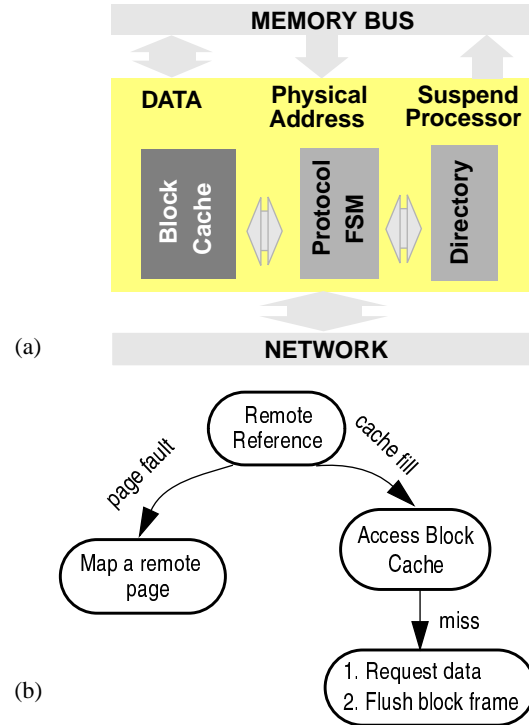 MEMORY BUS
DATA
Physical
Address
Suspend
Processor
Block
Cache
Protocol
FSM
Directory
(a)
NETWORK
Remote
Reference
page fault
cache fill
Map a remote
page
Access Block
Cache
miss
1. Request data
2. Flush block frame
(b)